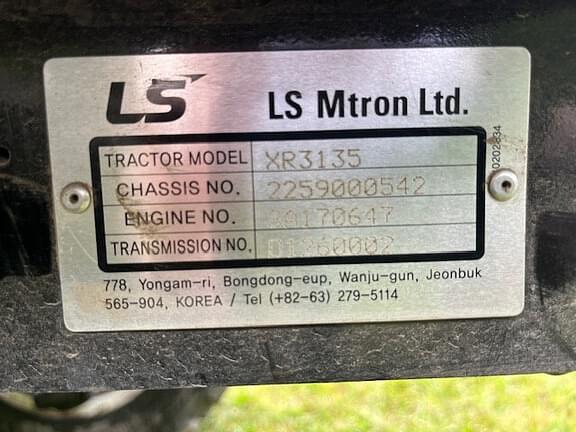 LS
LS Mtron Ltd.
TRACTOR MODEL XR3135
CHASSIS NO. 2259000542
ENGINE NO.
TRANSMISSION NO.
778, Yongam-ri, Bongdong-eup, Wanju-gun, Jeonbuk
565-904, KOREA / Tel (+82-63) 279-5114
0202834